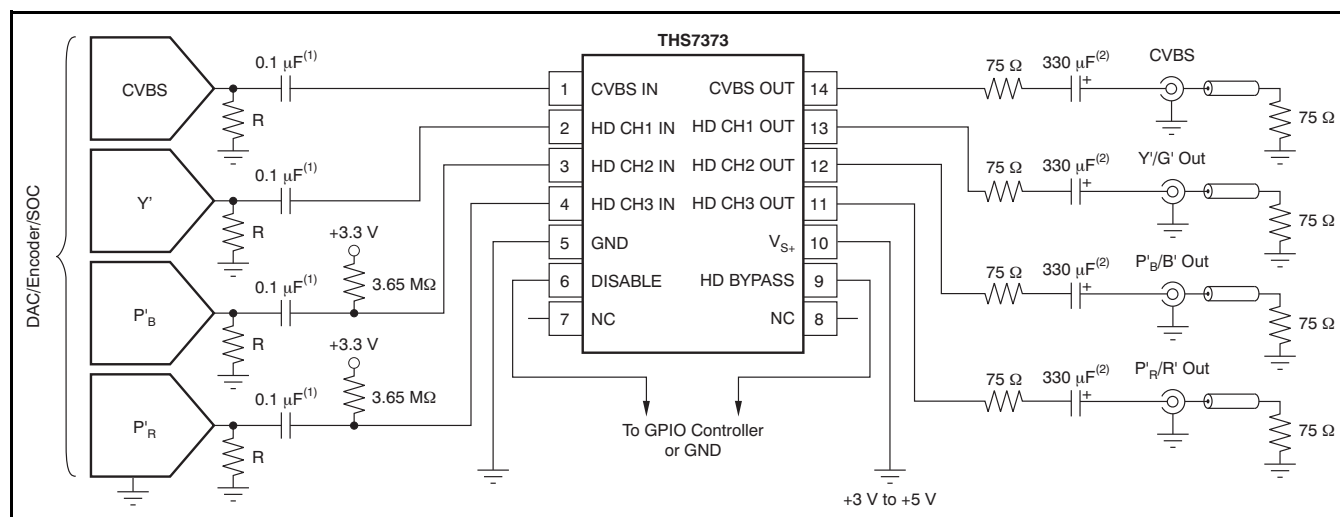 THS7373
DAC/Encoder/SOC
CVBS
R
0.1 μF(1)
Y'
R
0.1 μF(1)
P'B
R
0.1 μF(1)
+3.3 V
3.65 MΩ
P'R
R
0.1 μF(1)
+3.3 V
3.65 MΩ
1 CVBS IN
2 HD CH1 IN
3 HD CH2 IN
4 HD CH3 IN
5 GND
6 DISABLE
7 NC
CVBS OUT 14
HD CH1 OUT 13
HD CH2 OUT 12
HD CH3 OUT 11
VS+ 10
HD BYPASS 9
NC 8
To GPIO Controller
or GND
+3 V to +5 V
75 Ω
330 μF(2)
+
CVBS
75 Ω
75 Ω
330 μF(2)
+
Y'/G' Out
75 Ω
75 Ω
330 μF(2)
+
P'B/B' Out
75 Ω
75 Ω
330 μF(2)
+
P'R/R' Out
75 Ω